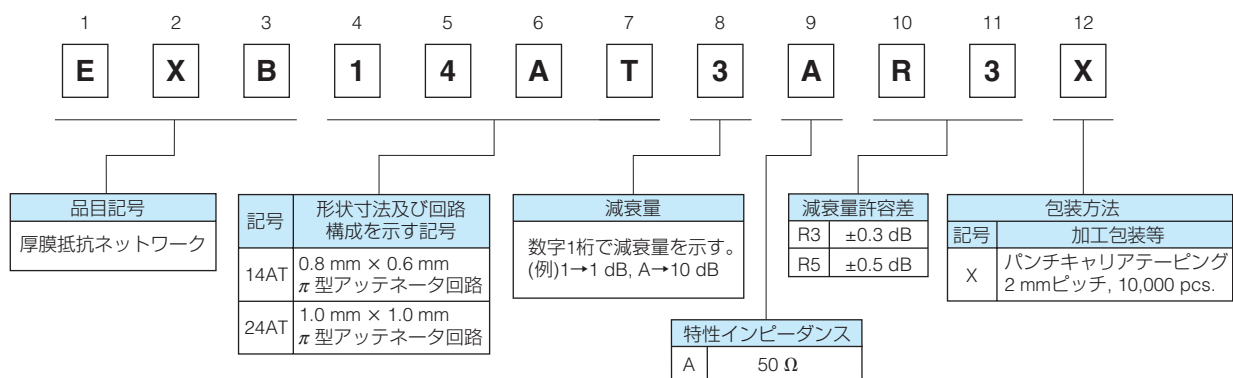 1 2 3 4 5 6 7 8 9 10 11 12
E X B 1 4 A T 3 A R 3 X
品目記号
厚膜抵抗ネットワーク
記号
形状寸法及び回路
構成を示す記号
14AT
0.8 mm × 0.6 mm
π 型アッテネータ回路
24AT
1.0 mm × 1.0 mm
π 型アッテネータ回路
減衰量
数字1桁で減衰量を示す。
(例)1→1 dB, A→10 dB
特性インピーダンス
A 50 Ω
減衰量許容差
R3 ±0.3 dB
R5 ±0.5 dB
包装方法
記号 加工包装等
X
パンチキャリアテーピング
2 mmピッチ, 10,000 pcs.